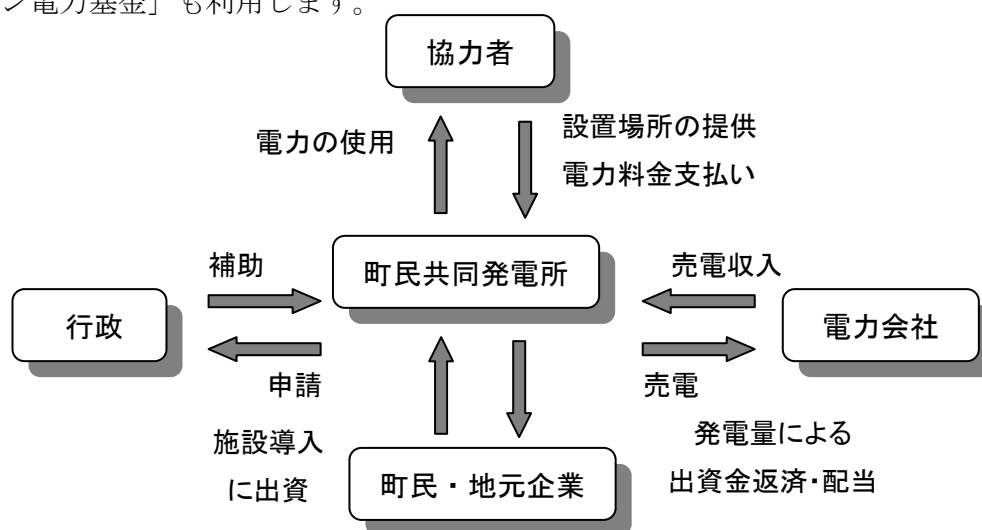 ン電力基金」も利用します。
協力者
電力の使用
設置場所の提供
電力料金支払い
補助
町民共同発電所
売電収入
行政
電力会社
申請
売電
施設導入
に出資
町民・地元企業
発電量による
出資金返済・配当